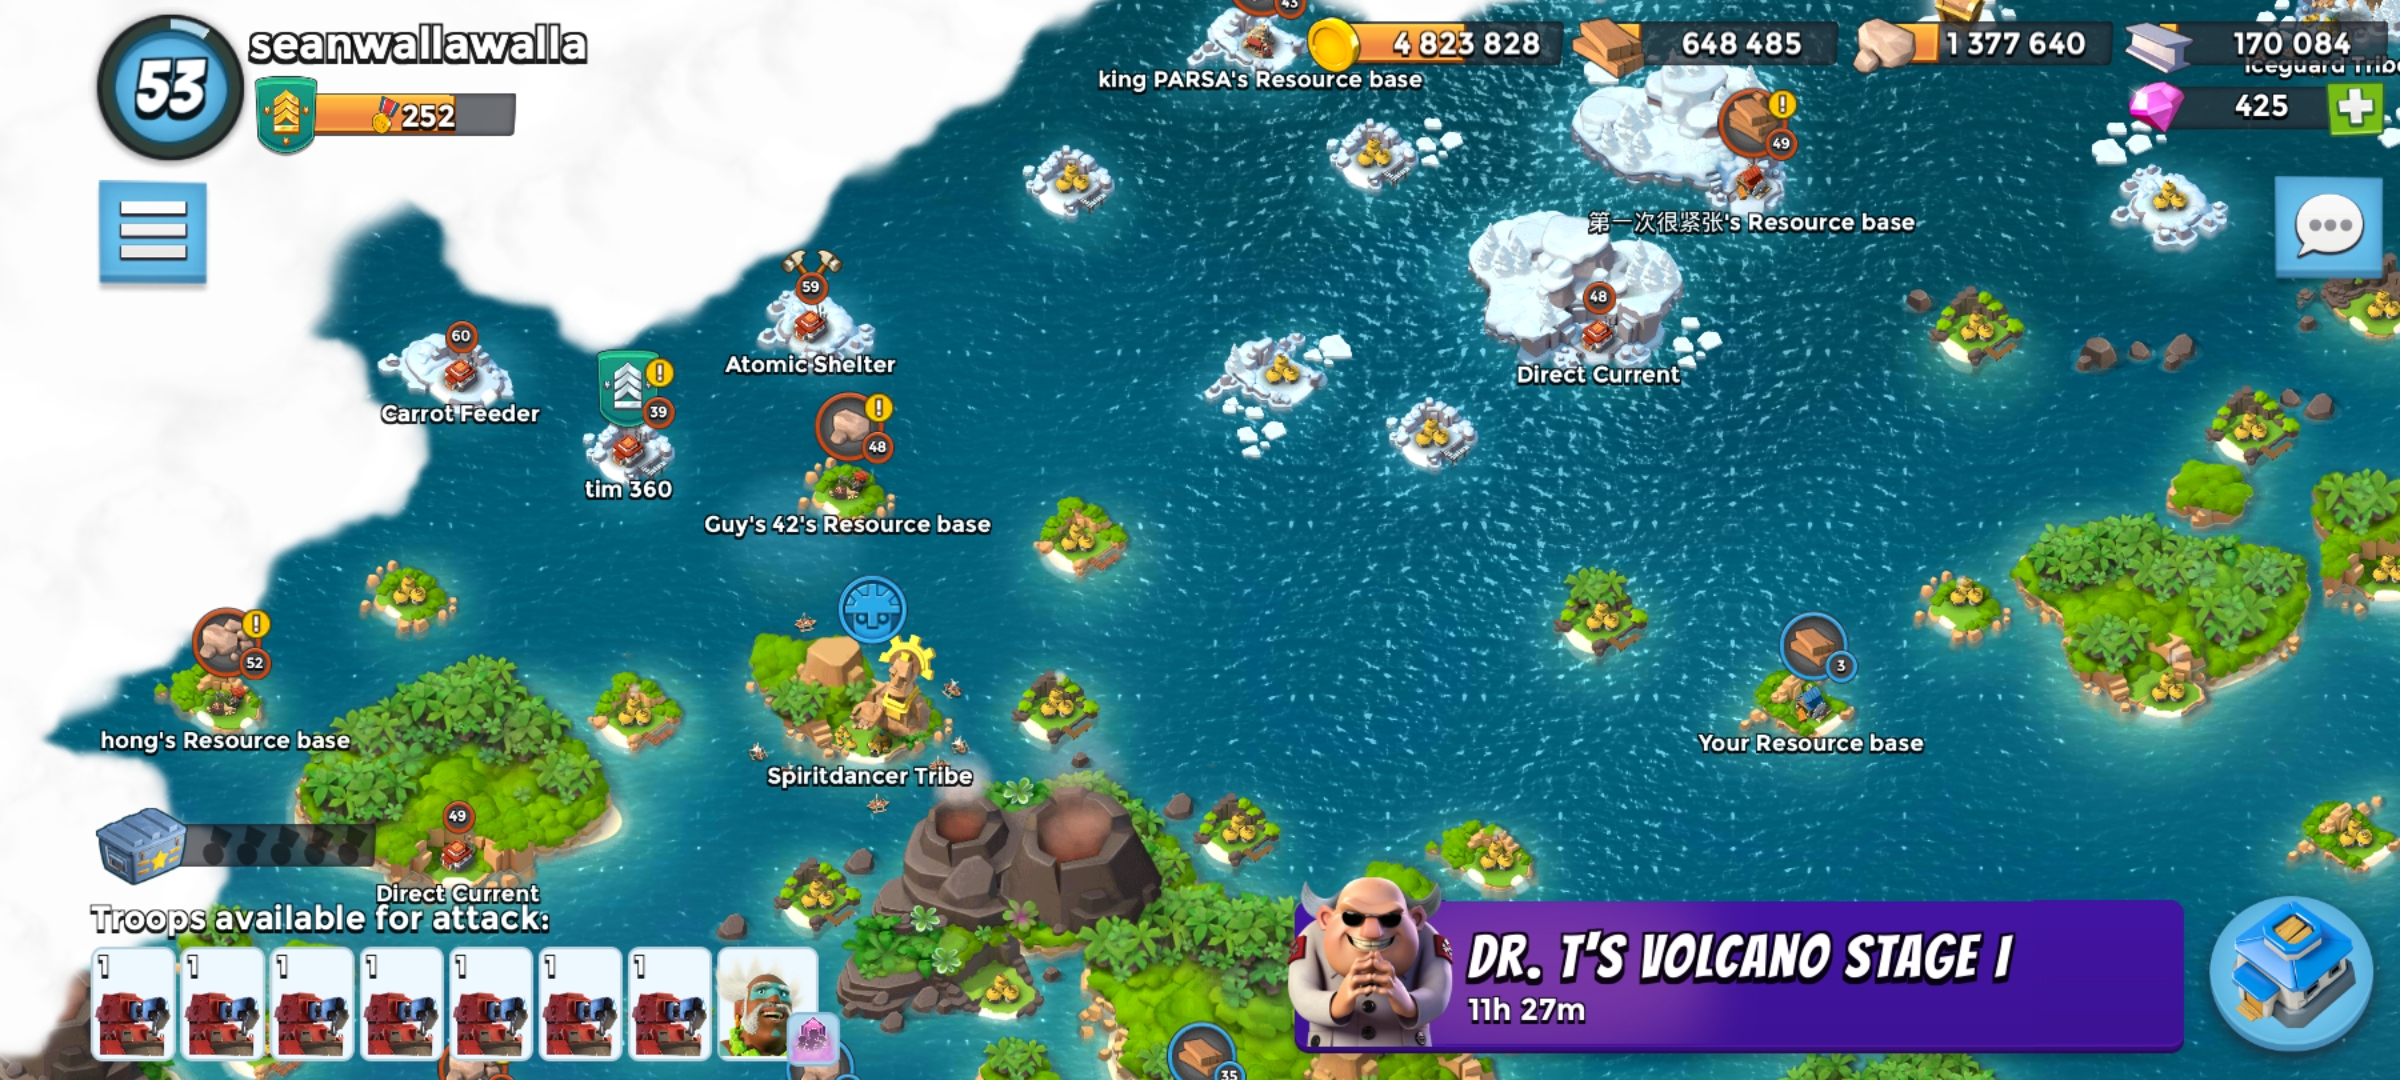 53
seanwallawalla
252
43
4 823 828
648 485
1 377 640
170 084
425
king PARSA's Resource base
49
第一次很紧张's Resource base
59
Atomic Shelter
60
Carrot Feeder
39
tim 360
48
Guy's 42's Resource base
48
Direct Current
52
hong's Resource base
Spiritdancer Tribe
3
Your Resource base
49
Direct Current
Troops available for attack:
1 1 1 1 1 1 1
DR. T'S VOLCANO STAGE I
11h 27m
35